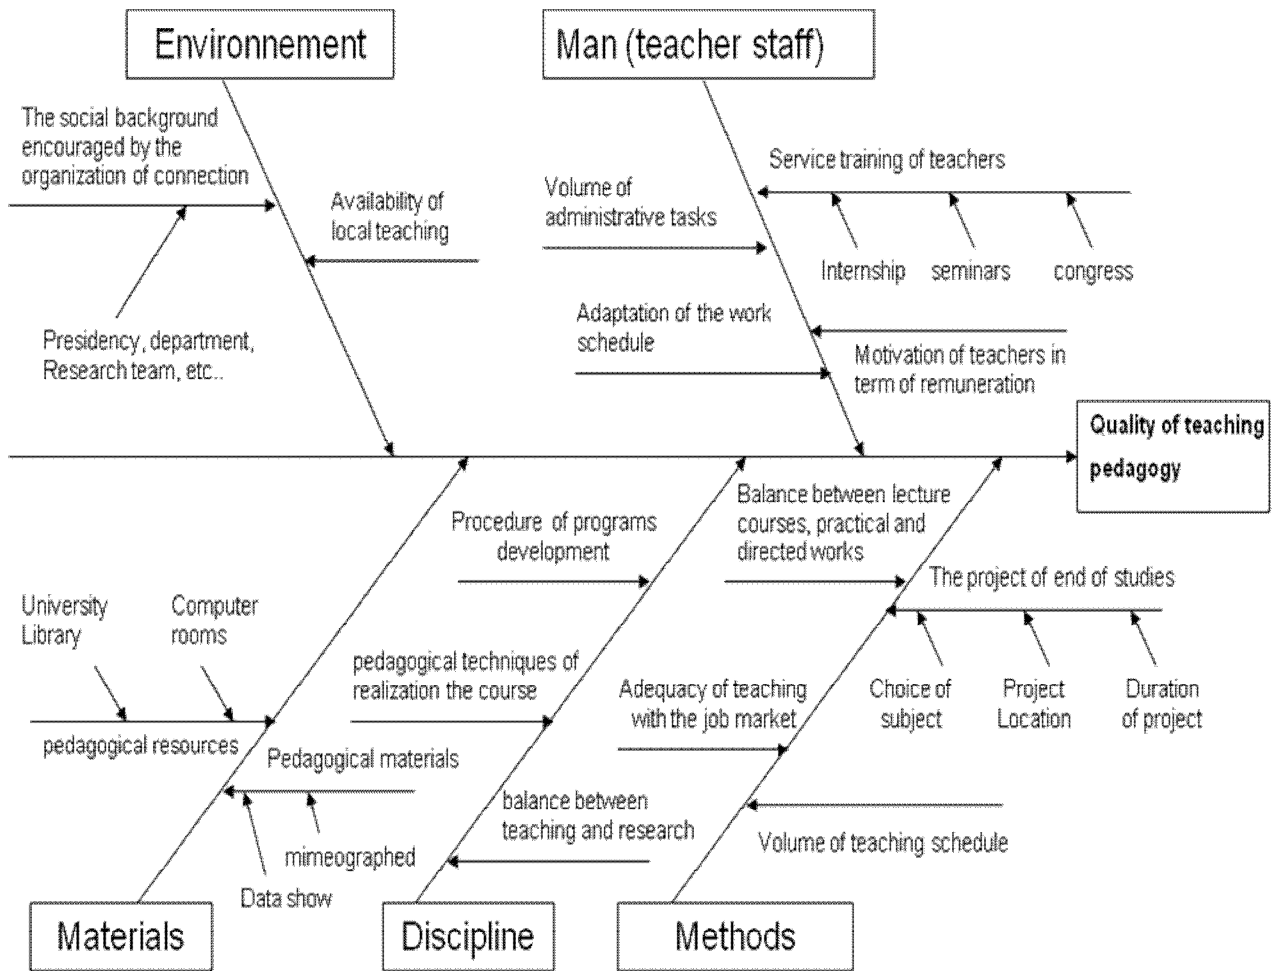 Environnement
Man (teacher staff)
The social background
encouraged by the
organization of connection
Availability of
local teaching
Presidency, department,
Research team, etc..
Service training of teachers
Volume of
administrative tasks
Internship
seminars
congress
Adaptation of the work
schedule
Motivation of teachers in
term of remuneration
Quality of teaching
pedagogy
Procedure of programs
development
Balance between lecture
courses, practical and
directed works
The project of end of studies
University
Library
Computer
rooms
pedagogical techniques of
realization the course
Adequacy of teaching
with the job market
Choice of
subject
Project
Location
Duration
of project
pedagogical resources
Pedagogical materials
balance between
teaching and research
Volume of teaching schedule
mimeographed
Data show
Materials
Discipline
Methods